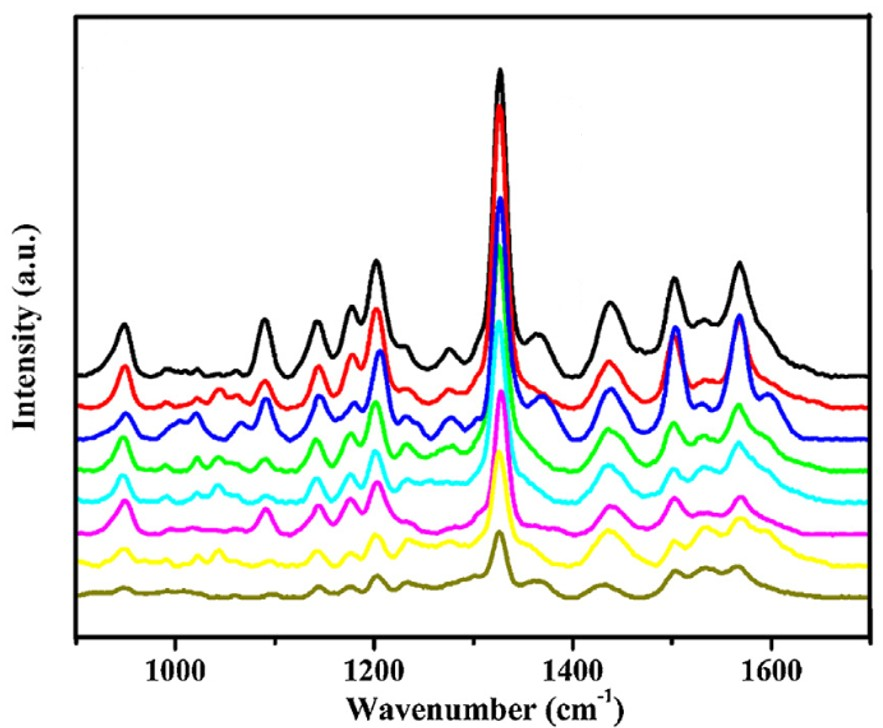 Intensity (a.u.)
1000 1200 1400 1600
Wavenumber (cm⁻¹)